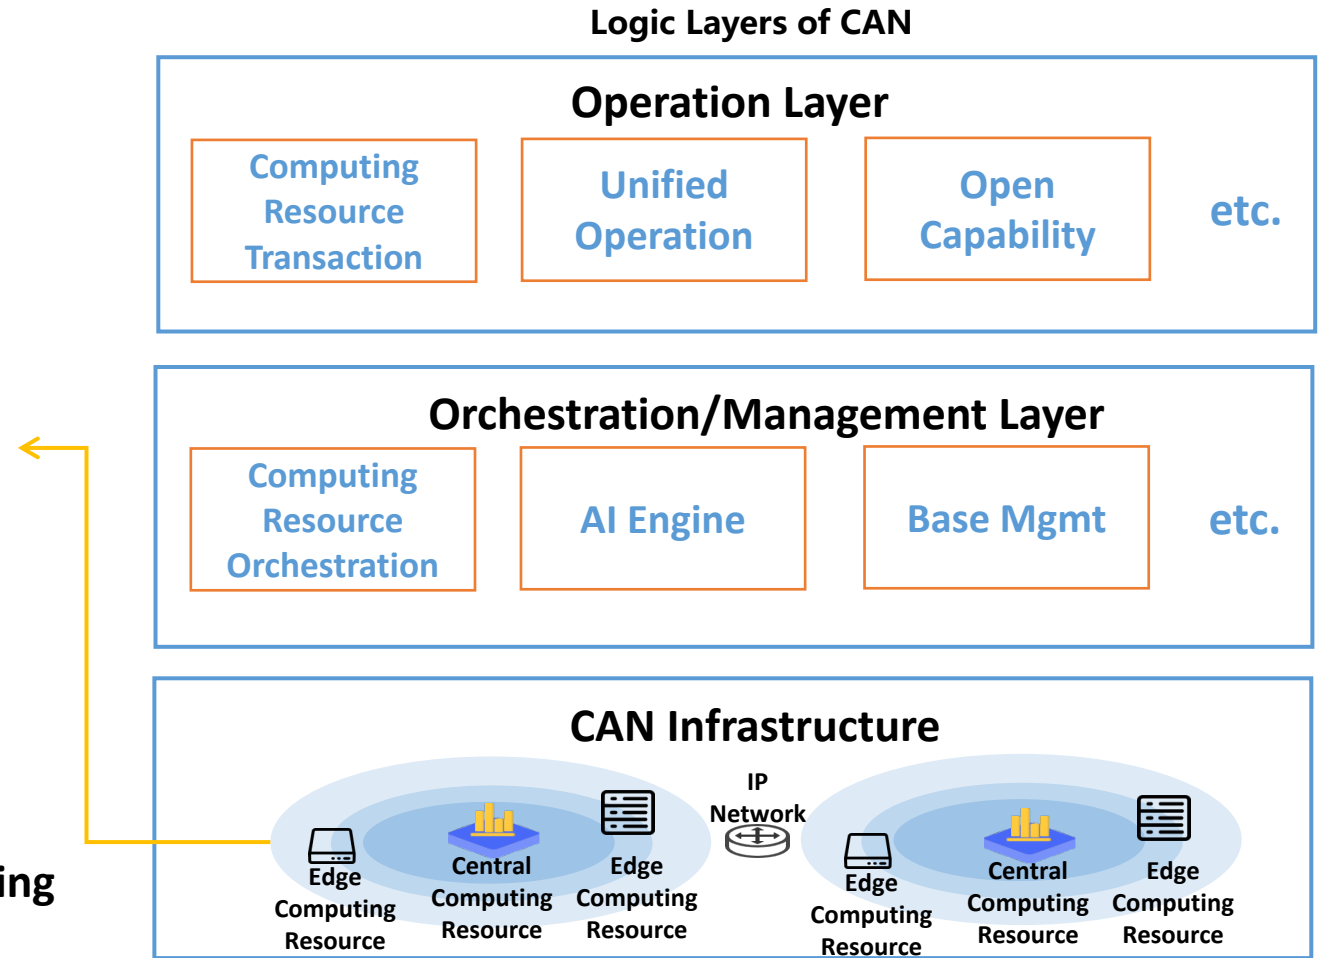 Logic Layers of CAN
Operation Layer
Computing
Resource
Transaction
Unified
Operation
Open
Capability
etc.
Orchestration/Management Layer
Computing
Resource
Orchestration
AI Engine
Base Mgmt
etc.
CAN Infrastructure
IP
Network
Edge
Computing
Resource
Central
Computing
Resource
Edge
Computing
Resource
Edge
Computing
Resource
Central
Computing
Resource
Edge
Computing
Resource
ing